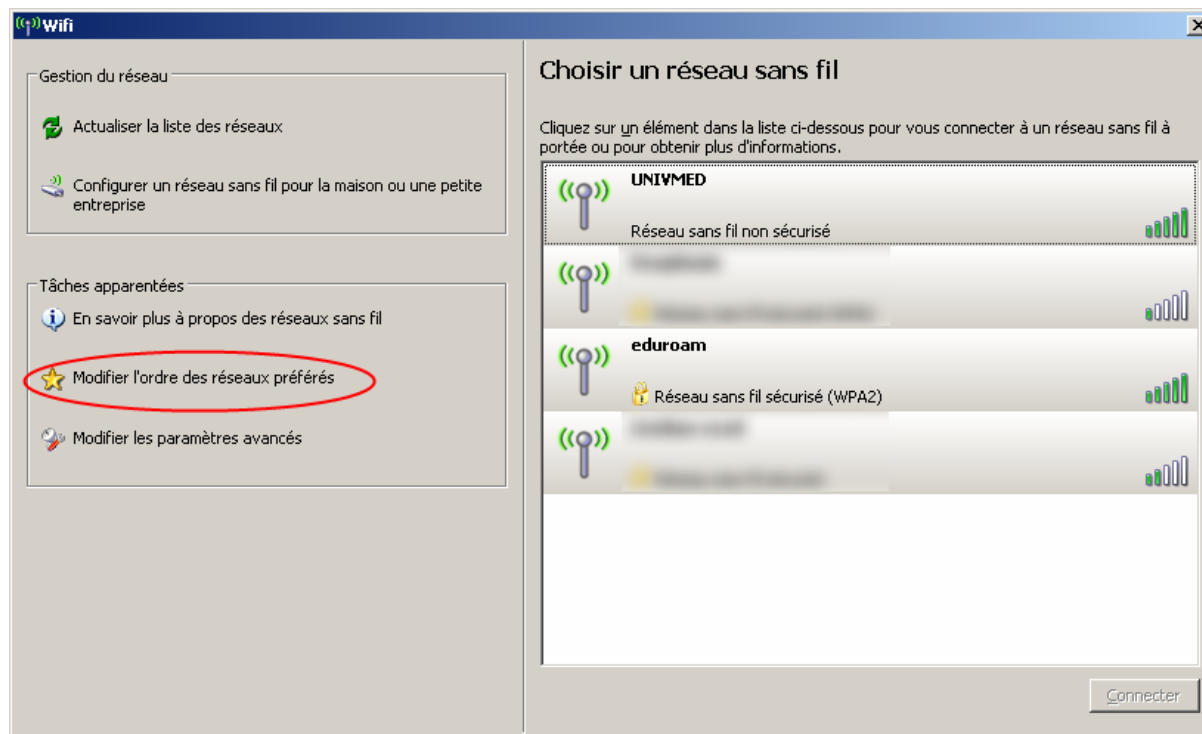 Wifi
Gestion du réseau
Actualiser la liste des réseaux
Configurer un réseau sans fil pour la maison ou une petite
entreprise
Tâches apparentées
En savoir plus à propos des réseaux sans fil
Modifier l'ordre des réseaux préférés
Modifier les paramètres avancés
Choisir un réseau sans fil
Cliquez sur un élément dans la liste ci-dessous pour vous connecter à un réseau sans fil à
portée ou pour obtenir plus d'informations.
UNIVMED
Réseau sans fil non sécurisé
eduroam
Réseau sans fil sécurisé (WPA2)
Connecter